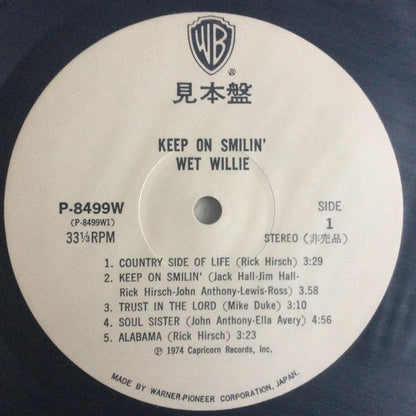 WB
®
見本盤
KEEP ON SMILIN'
WET WILLIE
P-8499W
(P-8499W1)
33⅓RPM
SIDE
1
STEREO (非売品)
1. COUNTRY SIDE OF LIFE (Rick Hirsch) 3:29
2. KEEP ON SMILIN' (Jack Hall-Jim Hall-
Rick Hirsch-John Anthony-Lewis-Ross) 3.58
3. TRUST IN THE LORD (Mike Duke) 3:10
4. SOUL SISTER (John Anthony-Ella Avery) 4:56
5. ALABAMA (Rick Hirsch) 3:23
℗ 1974 Capricorn Records, Inc.
MADE BY WARNER-PIONEER CORPORATION, JAPAN.